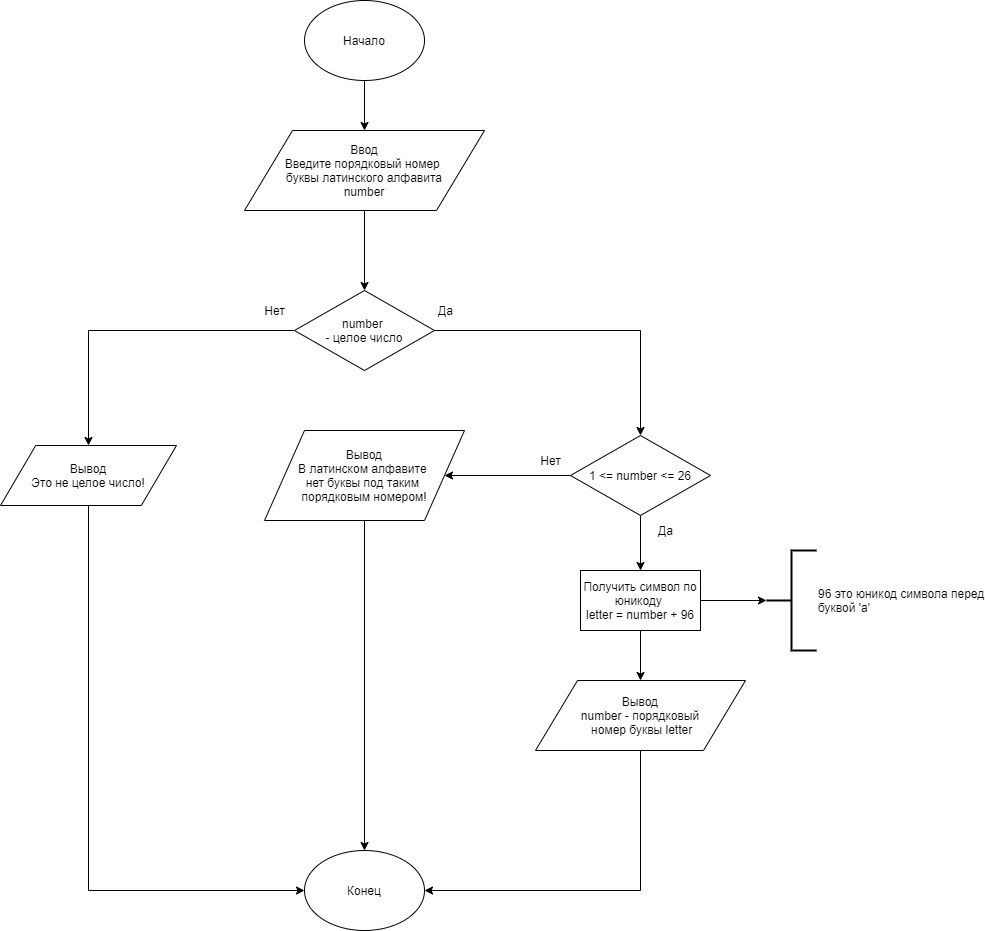 Начало
Ввод
Введите порядковый номер
буквы латинского алфавита
number
Нет
Да
number
- целое число
Вывод
Это не целое число!
Вывод
В латинском алфавите
нет буквы под таким
порядковым номером!
Нет
1 <= number <= 26
Да
Получить символ по
юникоду
letter = number + 96
96 это юникод символа перед
буквой 'a'
Вывод
number - порядковый
номер буквы letter
Конец